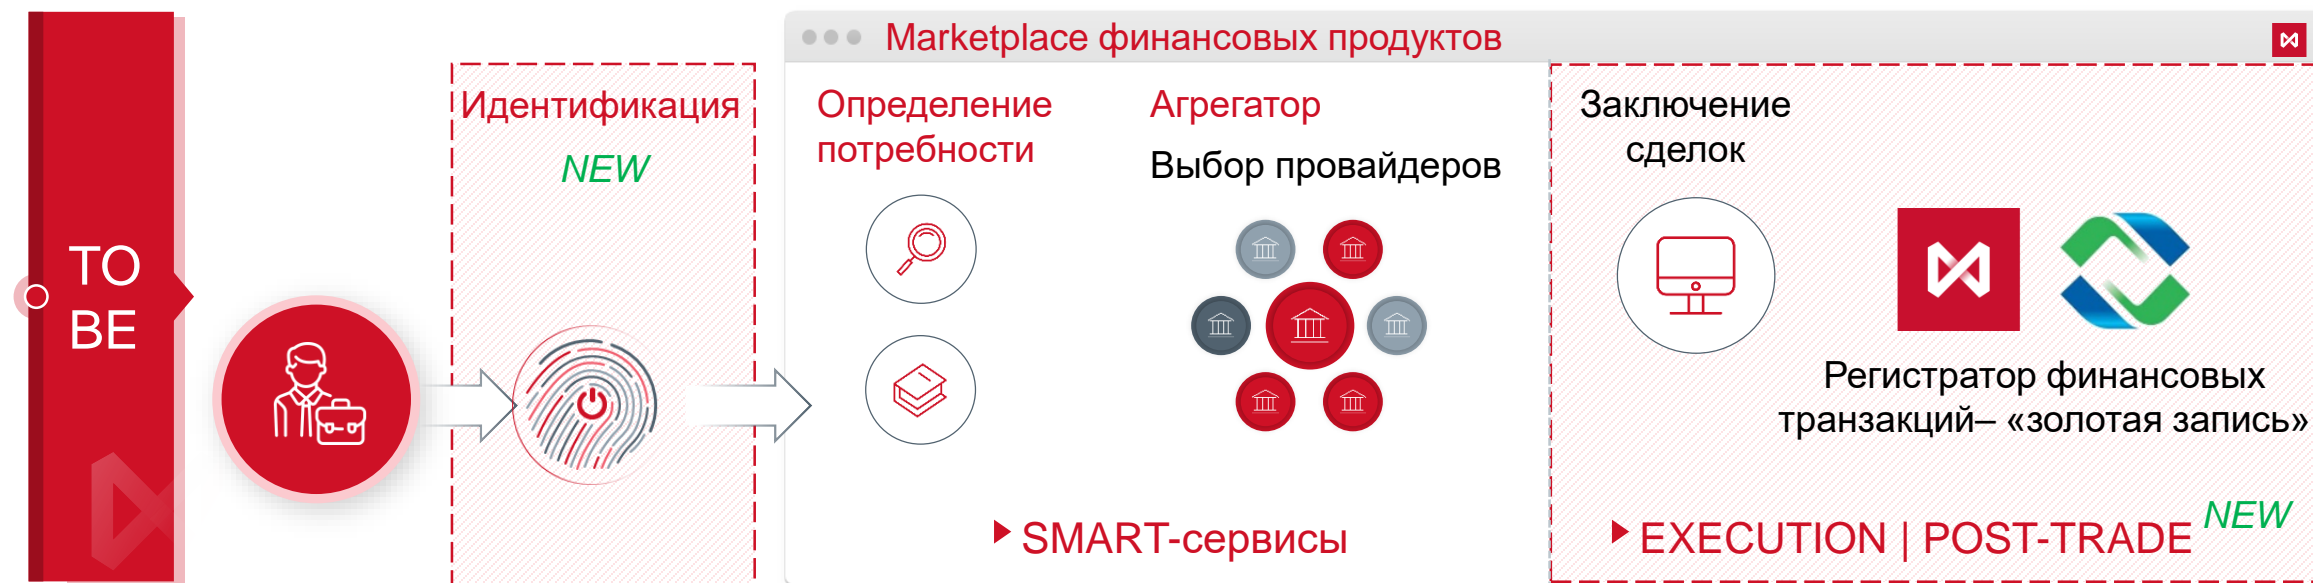 TO
BE
Идентификация
NEW
Marketplace финансовых продуктов
Определение
потребности
Агрегатор
Выбор провайдеров
SMART-сервисы
Заключение
сделок
Регистратор финансовых
транзакций– «золотая запись»
EXECUTION | POST-TRADE NEW